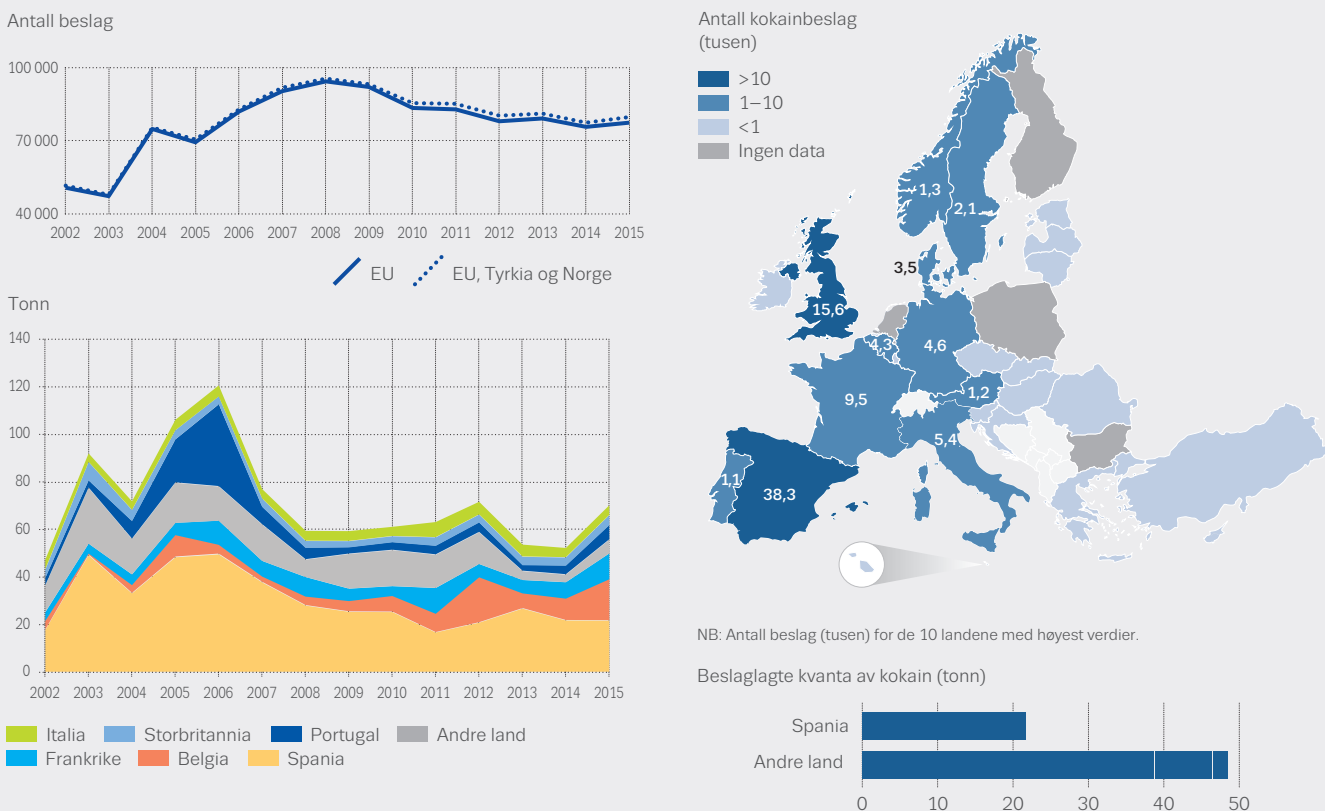 Antall beslag
100 000
70 000
40 000
2002 2003 2004 2005 2006 2007 2008 2009 2010 2011 2012 2013 2014 2015
EU EU, Tyrkia og Norge
Tonn
140
120
100
80
60
40
20
0
2002 2003 2004 2005 2006 2007 2008 2009 2010 2011 2012 2013 2014 2015
Italia Storbritannia Portugal Andre land
Frankrike Belgia Spania
Antall kokainbeslag
(tusen)
>10
1–10
<1
Ingen data
1,3
2,1
3,5
15,6
4,3
4,6
9,5
1,2
5,4
1,1
38,3
NB: Antall beslag (tusen) for de 10 landene med høyest verdier.
Beslaglagte kvanta av kokain (tonn)
Spania
Andre land
0 10 20 30 40 50